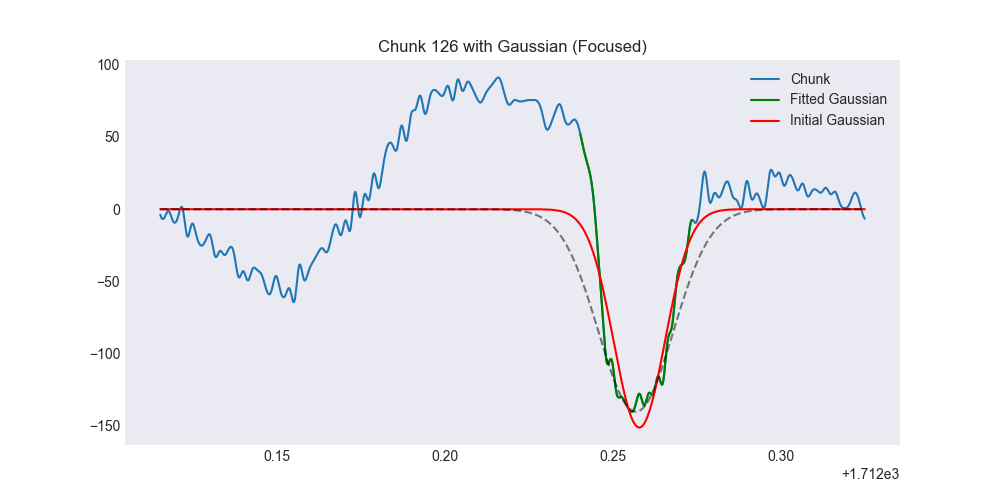 Chunk 126 with Gaussian (Focused)
Chunk
Fitted Gaussian
Initial Gaussian
100
50
0
−50
−100
−150
0.15 0.20 0.25 0.30
+1.712e3